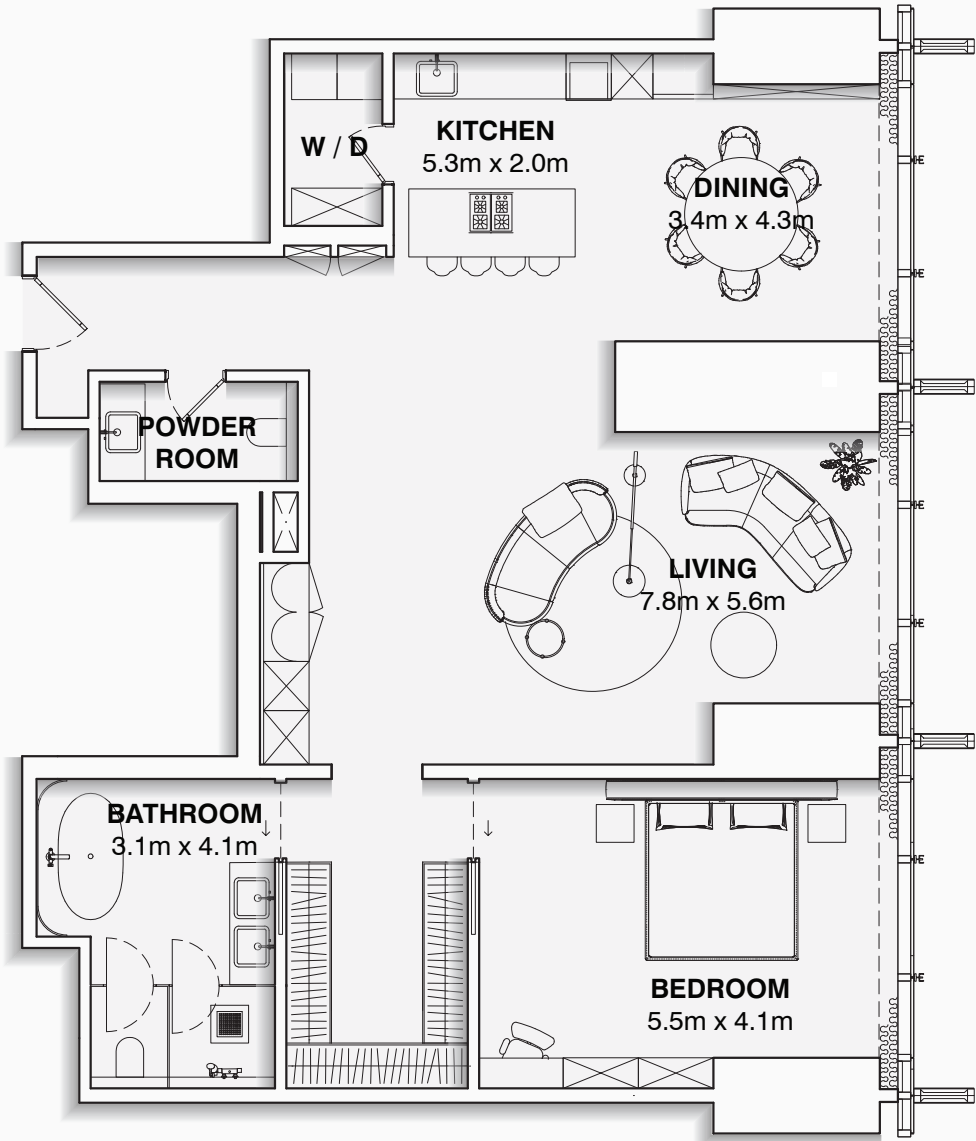 KITCHEN
5.3m x 2.0m
W / D
DINING
3.4m x 4.3m
POWDER
ROOM
LIVING
7.8m x 5.6m
BATHROOM
3.1m x 4.1m
BEDROOM
5.5m x 4.1m